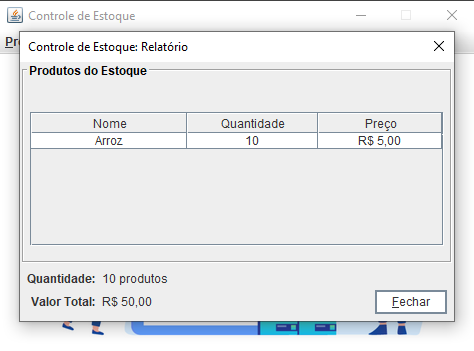 Controle de Estoque
Controle de Estoque: Relatório
Produtos do Estoque
Nome Quantidade Preço
Arroz 10 R$ 5,00
Quantidade: 10 produtos
Valor Total: R$ 50,00
Fechar